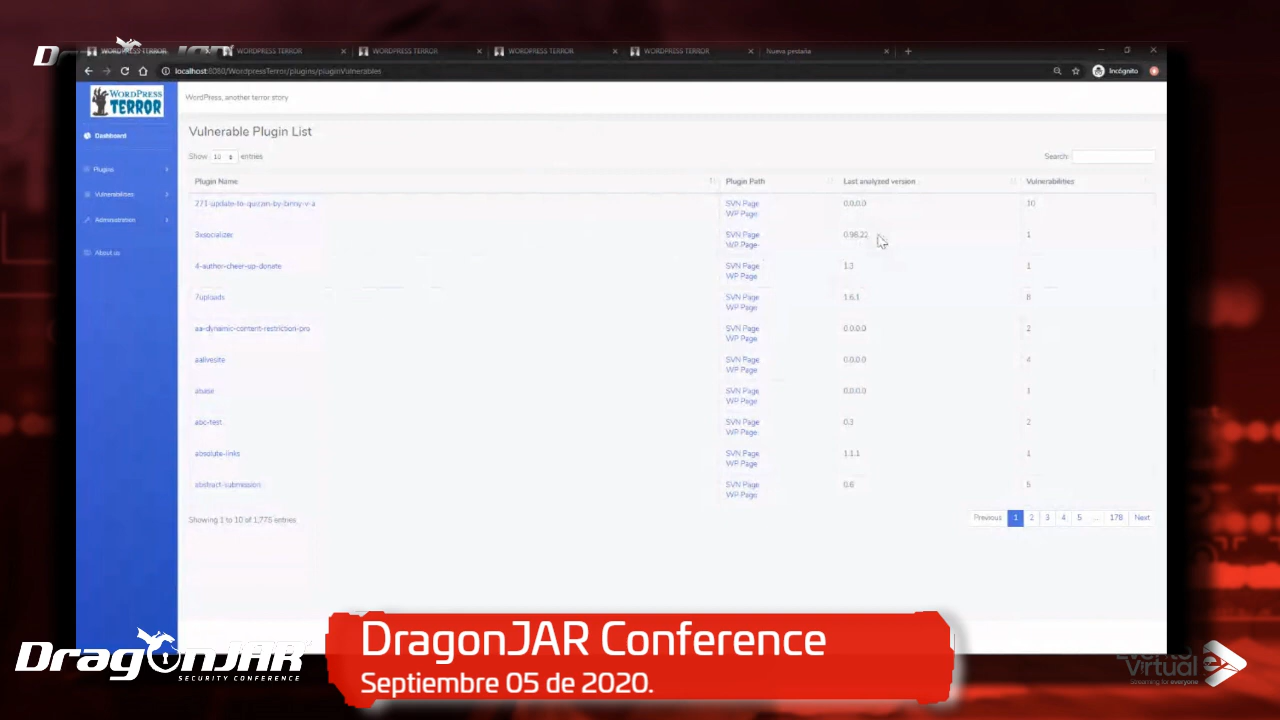 WORDPRESS TERROR
WORDPRESS TERROR
WORDPRESS TERROR
WORDPRESS TERROR
WORDPRESS TERROR
Nueva pestaña
localhost:8080/WordpressTerror/plugins/pluginVulnerables
Incógnito
WORDPRESS
TERROR
WordPress, another terror story
Dashboard
Plugins
Vulnerabilities
Administration
About us
Vulnerable Plugin List
Show 10 entries
Search:
Plugin Name Plugin Path Last analyzed version Vulnerabilities
271-update-to-quizzin-by-lanny-v-a SVN Page 0.0.0.0 10
WP Page
3xsocializer SVN Page 0.98.22 1
WP Page
4-author-cheer-up-donate SVN Page 1.3 1
WP Page
7uploads SVN Page 1.6.1 8
WP Page
aa-dynamic-content-restriction-pro SVN Page 0.0.0.0 2
WP Page
aalivesite SVN Page 0.0.0.0 4
WP Page
abase SVN Page 0.0.0.0 1
WP Page
abc-test SVN Page 0.3 2
WP Page
absolute-links SVN Page 1.1.1 1
WP Page
abstract-submission SVN Page 0.6 5
WP Page
Showing 1 to 10 of 1,775 entries
Previous 1 2 3 4 5 ... 178 Next
DragonJAR
SECURITY CONFERENCE
DragonJAR Conference
Septiembre 05 de 2020.
Evento
Virtual
Streaming for everyone